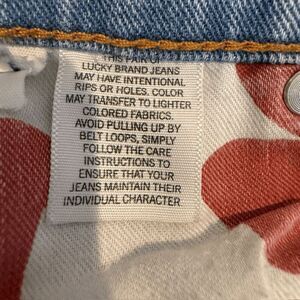 THIS PAIR OF
LUCKY BRAND JEANS
MAY HAVE INTENTIONAL
RIPS OR HOLES. COLOR
MAY TRANSFER TO LIGHTER
COLORED FABRICS.
AVOID PULLING UP BY
BELT LOOPS, SIMPLY
FOLLOW THE CARE
INSTRUCTIONS TO
ENSURE THAT YOUR
JEANS MAINTAIN THEIR
INDIVIDUAL CHARACTER